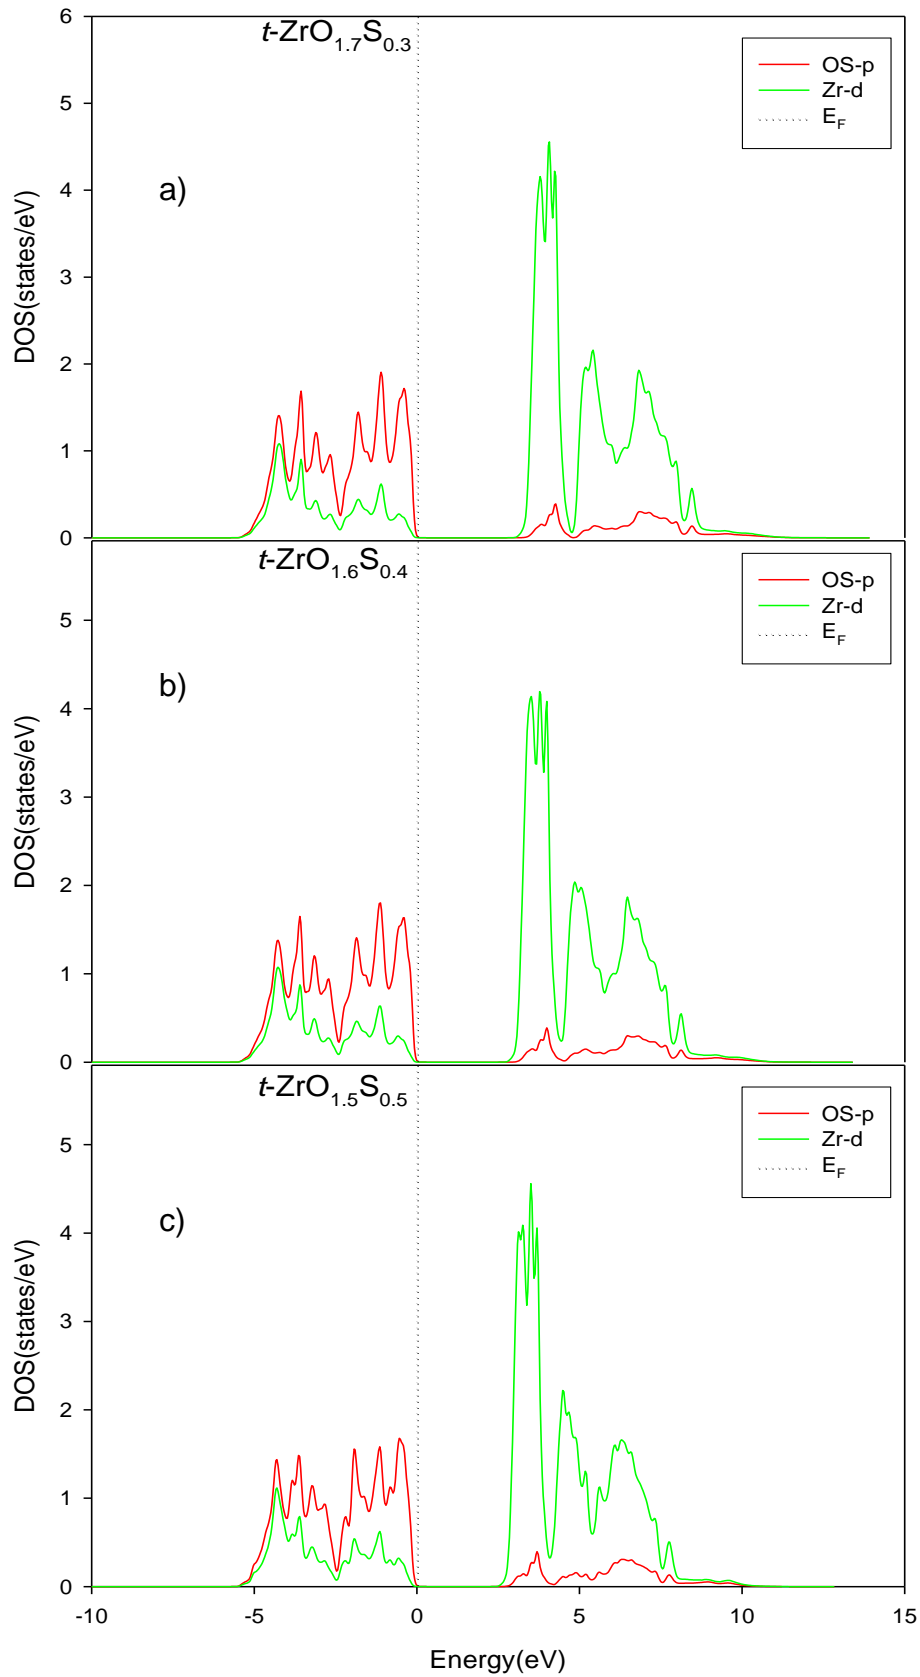 t-ZrO1.7S0.3
6
OS-p
Zr-d
EF
5
4
a)
DOS(states/eV)
3
2
1
0
t-ZrO1.6S0.4
OS-p
Zr-d
EF
5
b)
4
DOS(states/eV)
3
2
1
0
t-ZrO1.5S0.5
OS-p
Zr-d
EF
5
c)
4
DOS(states/eV)
3
2
1
0
-10
-5
0
5
10
15
Energy(eV)